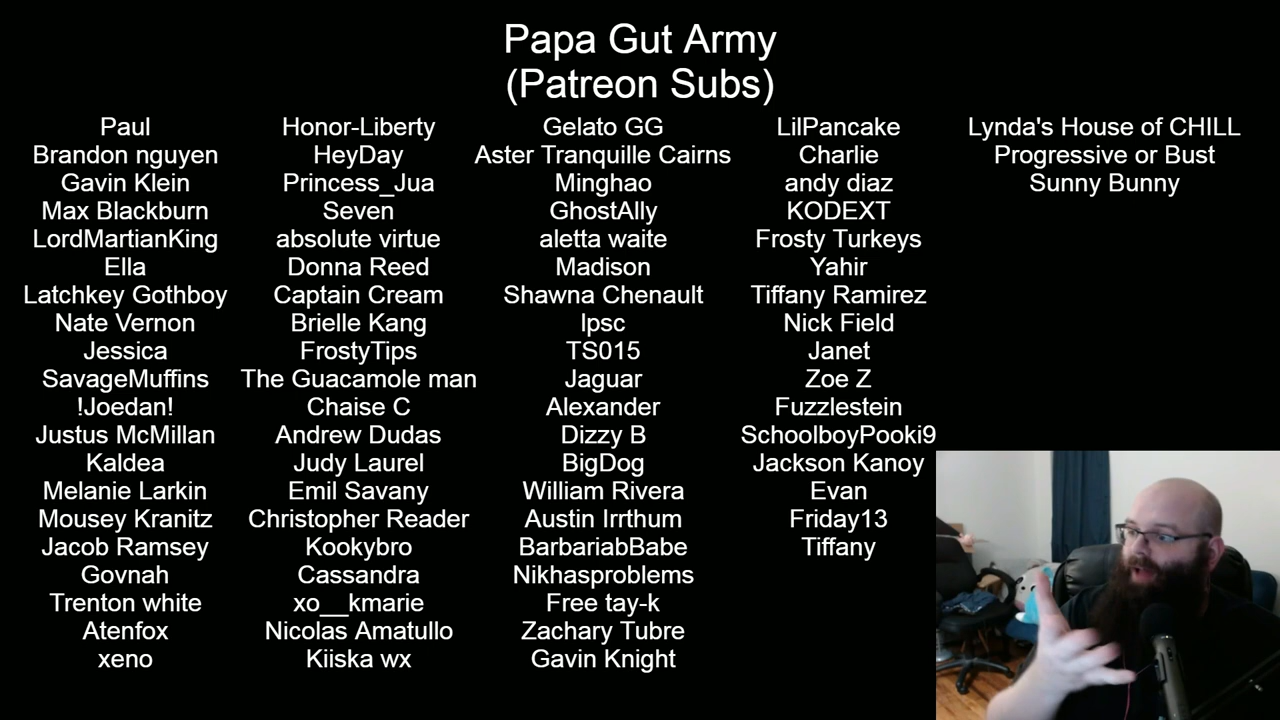 Papa Gut Army
(Patreon Subs)
Paul
Brandon nguyen
Gavin Klein
Max Blackburn
LordMartianKing
Ella
Latchkey Gothboy
Nate Vernon
Jessica
SavageMuffins
!Joedan!
Justus McMillan
Kaldea
Melanie Larkin
Mousey Kranitz
Jacob Ramsey
Govnah
Trenton white
Atenfox
xeno
Honor-Liberty
HeyDay
Princess_Jua
Seven
absolute virtue
Donna Reed
Captain Cream
Brielle Kang
FrostyTips
The Guacamole man
Chaise C
Andrew Dudas
Judy Laurel
Emil Savany
Christopher Reader
Kookybro
Cassandra
xo__kmarie
Nicolas Amatullo
Kiiska wx
Gelato GG
Aster Tranquille Cairns
Minghao
GhostAlly
aletta waite
Madison
Shawna Chenault
lpsc
TS015
Jaguar
Alexander
Dizzy B
BigDog
William Rivera
Austin Irrthum
BarbariabBabe
Nikhasproblems
Free tay-k
Zachary Tubre
Gavin Knight
LilPancake
Charlie
andy diaz
KODEXT
Frosty Turkeys
Yahir
Tiffany Ramirez
Nick Field
Janet
Zoe Z
Fuzzlestein
SchoolboyPooki9
Jackson Kanoy
Evan
Friday13
Tiffany
Lynda's House of CHILL
Progressive or Bust
Sunny Bunny